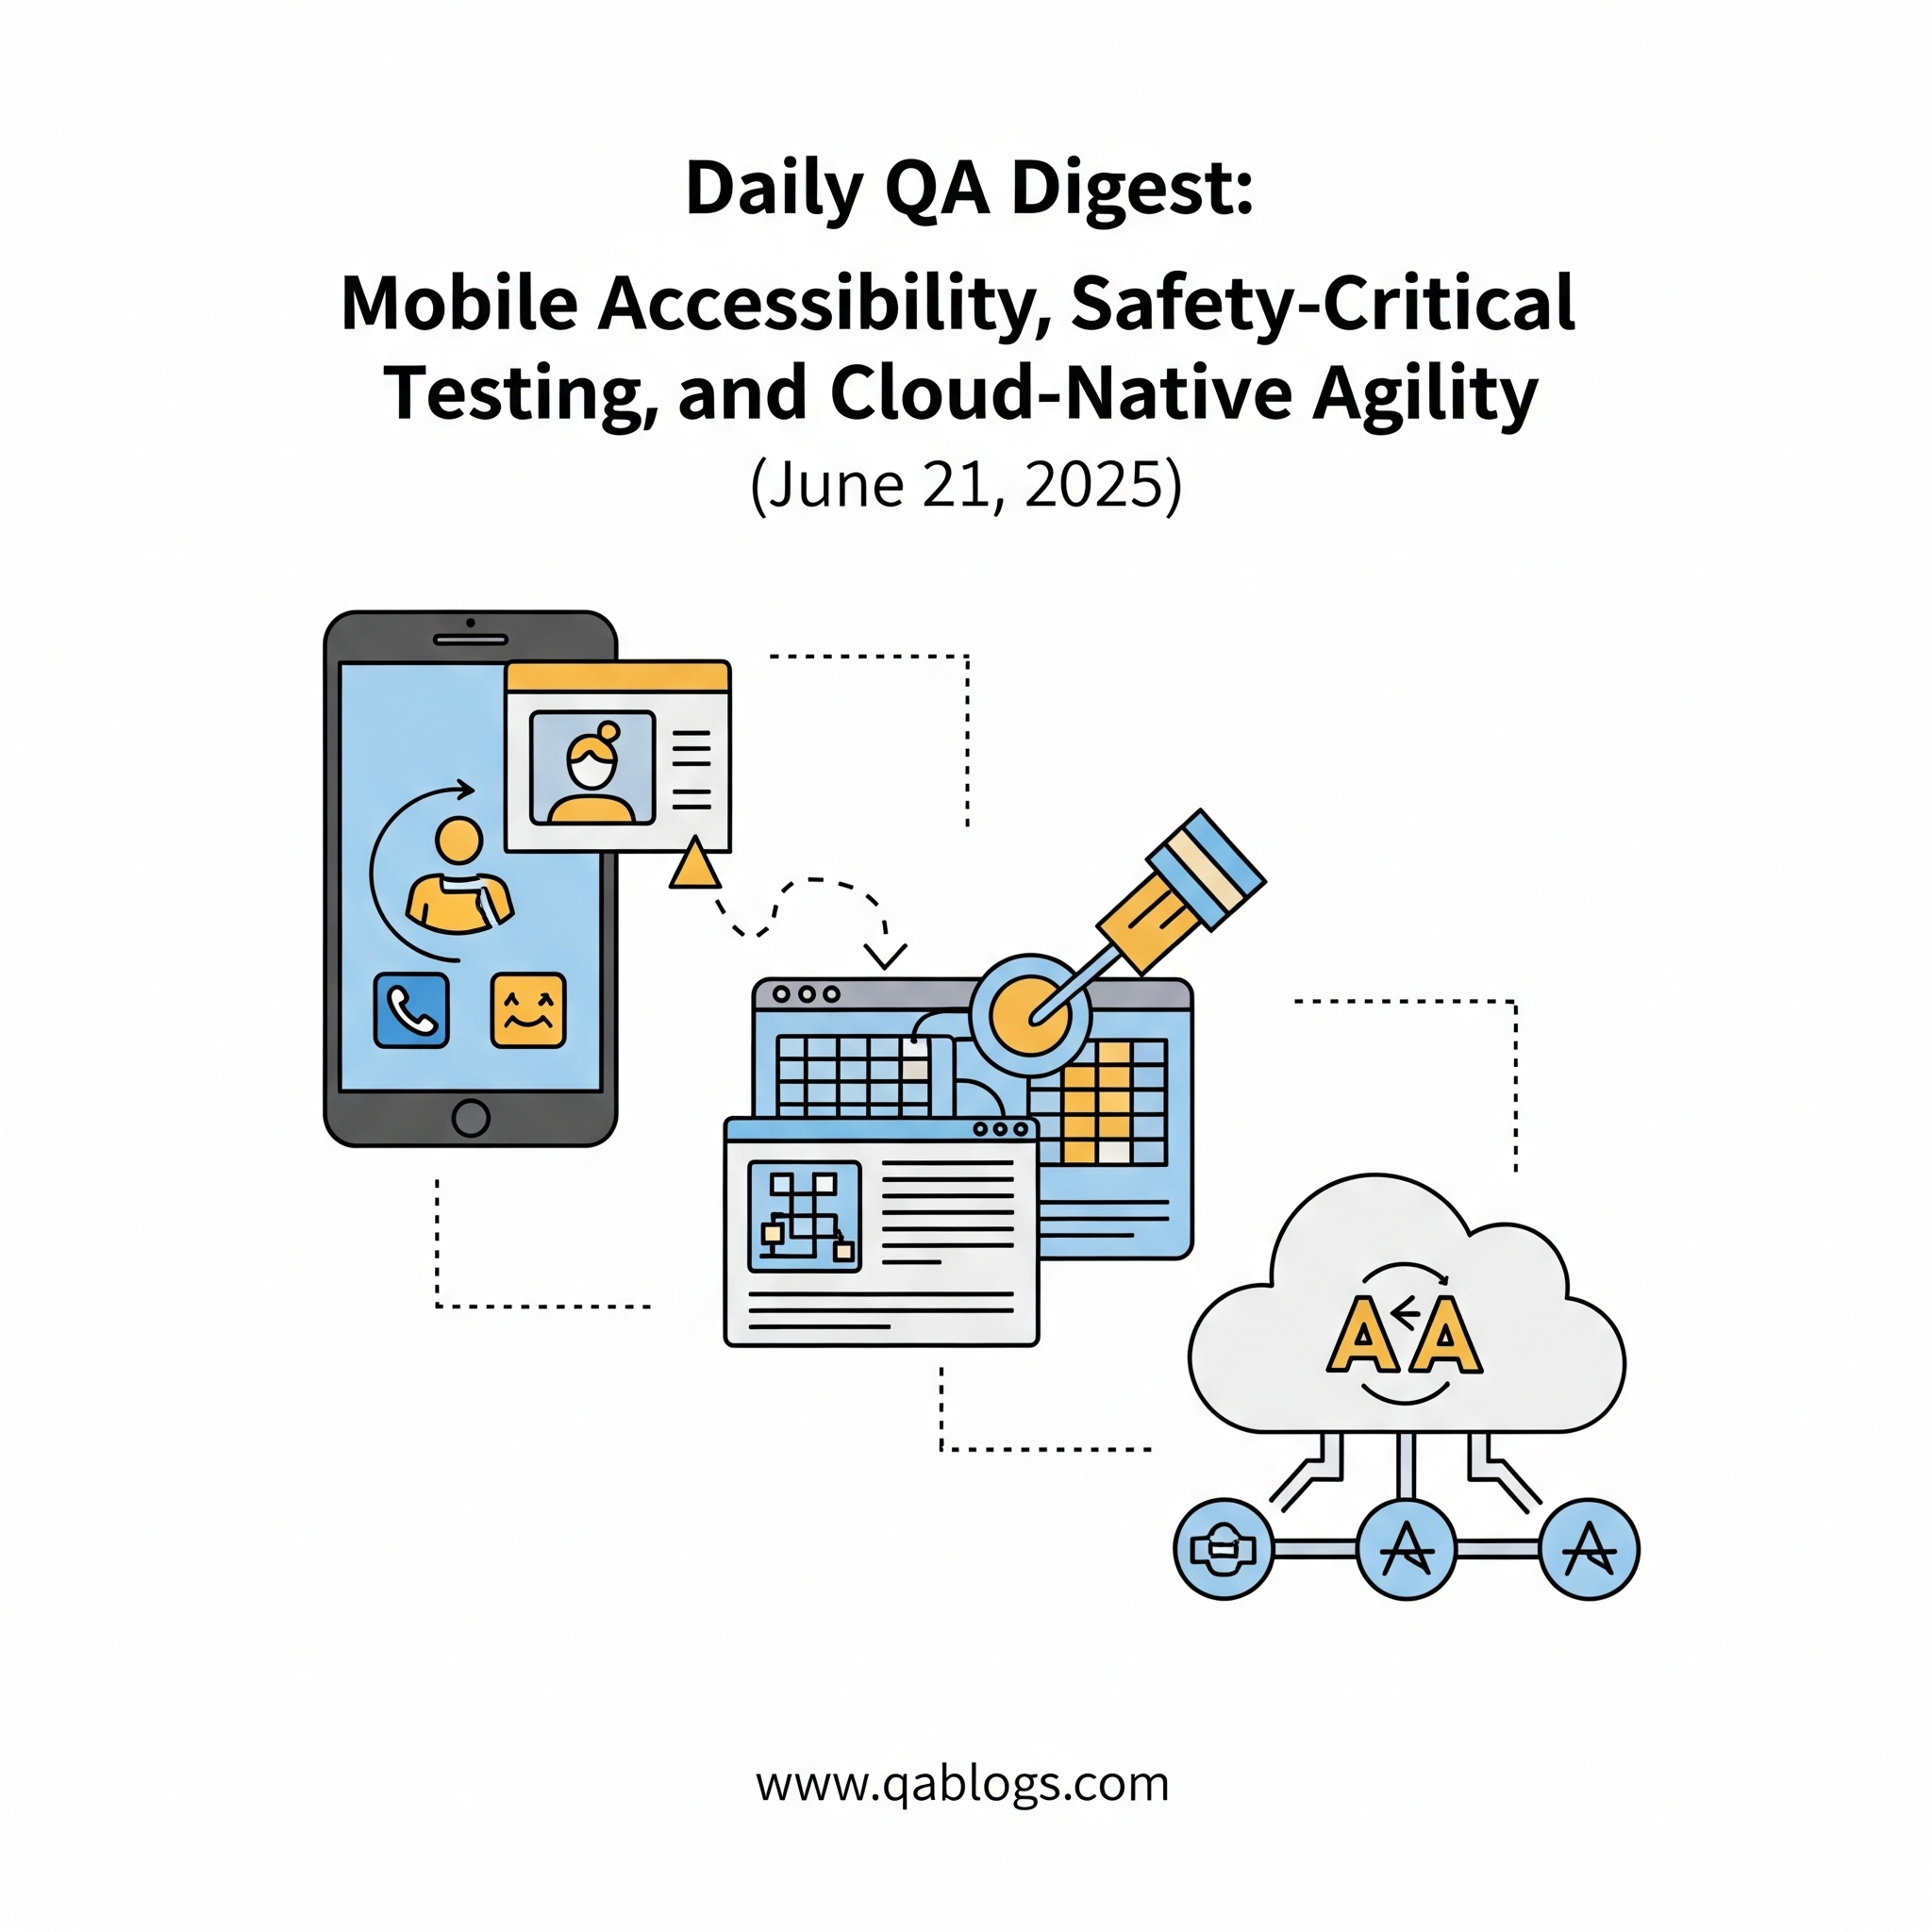 Daily QA Digest:
Mobile Accessibility, Safety-Critical
Testing, and Cloud-Native Agility
(June 21, 2025)
A A
A A
www.qablogs.com